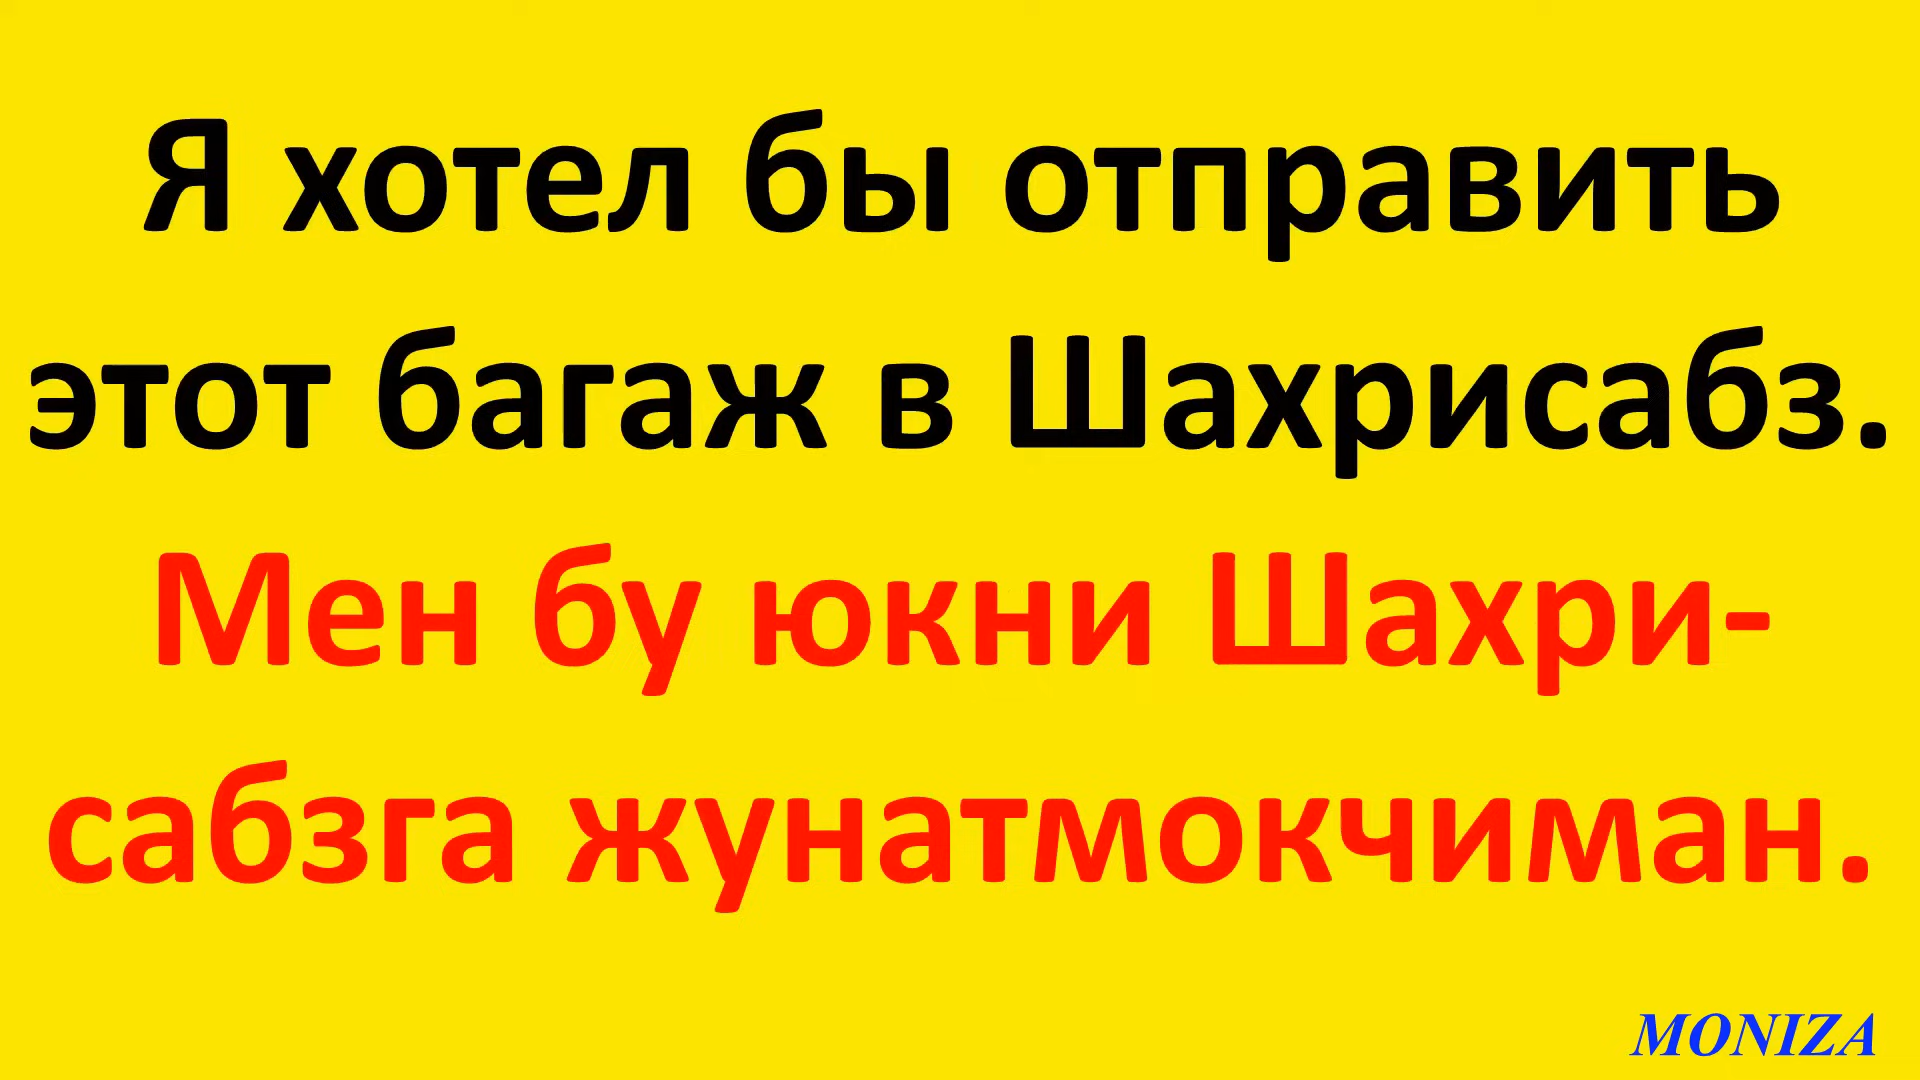 Я хотел бы отправить
этот багаж в Шахрисабз.
Мен бу юкни Шахри-
сабзга жунатмокчиман.
MONIZA